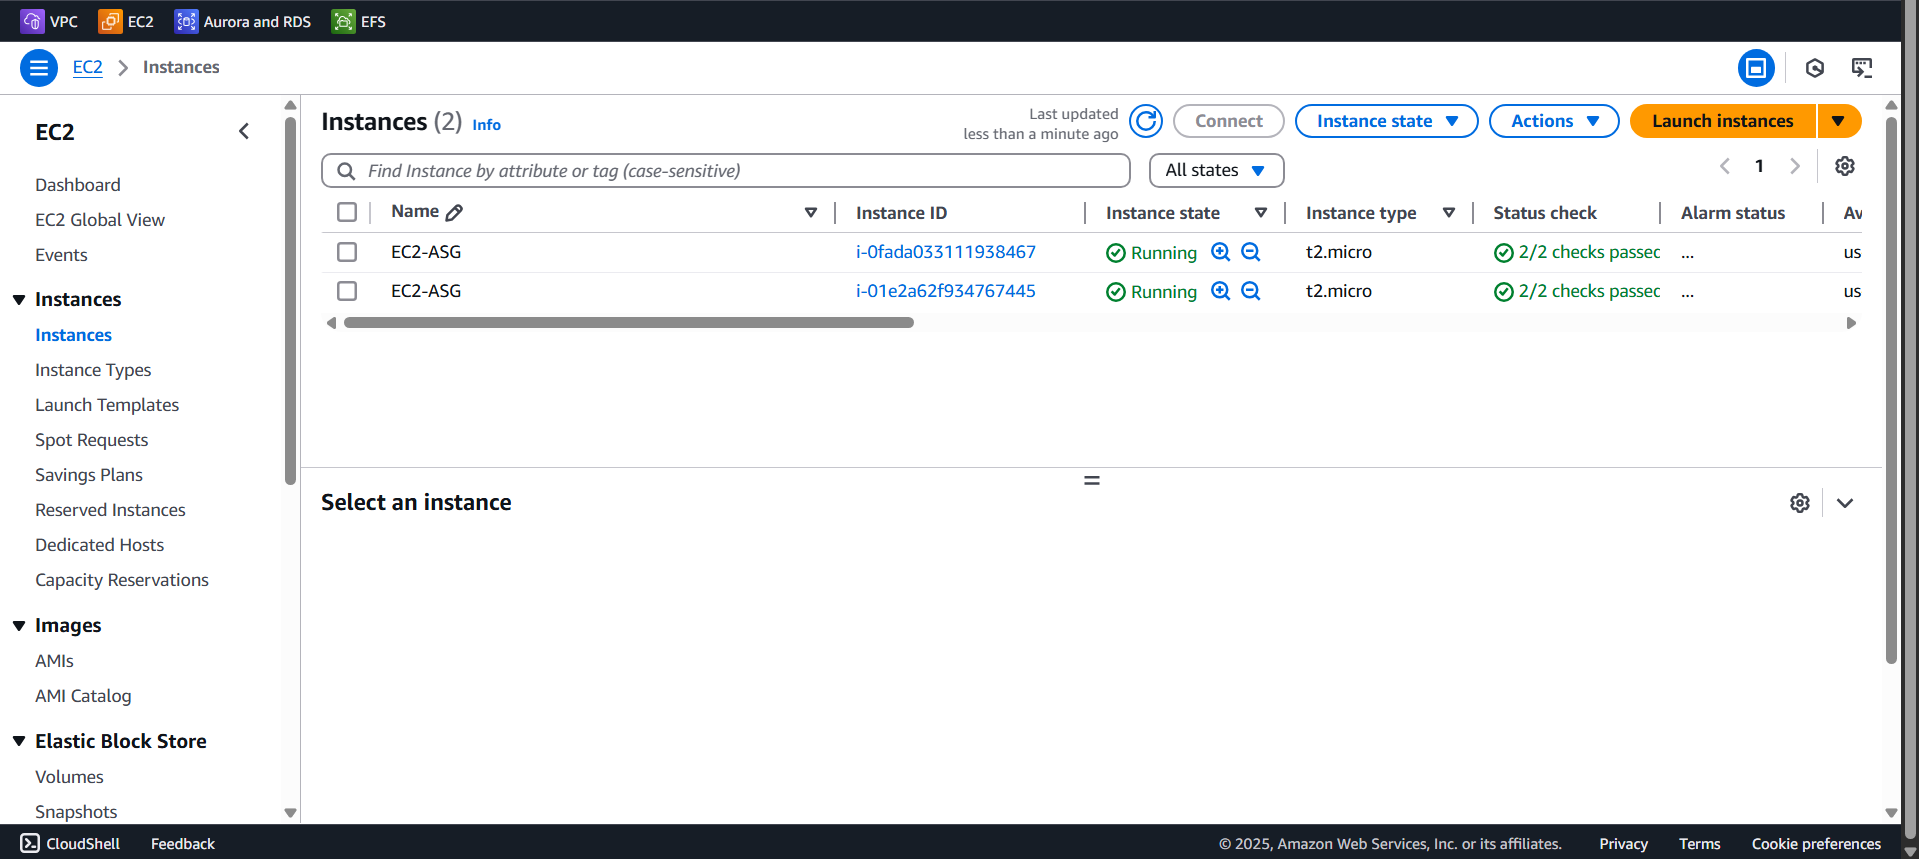 VPC EC2 Aurora and RDS EFS
EC2 Instances
EC2
Dashboard
EC2 Global View
Events
Instances
Instances
Instance Types
Launch Templates
Spot Requests
Savings Plans
Reserved Instances
Dedicated Hosts
Capacity Reservations
Images
AMIs
AMI Catalog
Elastic Block Store
Volumes
Snapshots
Instances (2) Info
Last updated
less than a minute ago
Connect Instance state Actions Launch instances
Find Instance by attribute or tag (case-sensitive) All states 1
Name Instance ID Instance state Instance type Status check Alarm status Av
EC2-ASG i-0fada033111938467 Running t2.micro 2/2 checks passed ... us
EC2-ASG i-01e2a62f934767445 Running t2.micro 2/2 checks passed ... us
Select an instance
CloudShell Feedback © 2025, Amazon Web Services, Inc. or its affiliates. Privacy Terms Cookie preferences